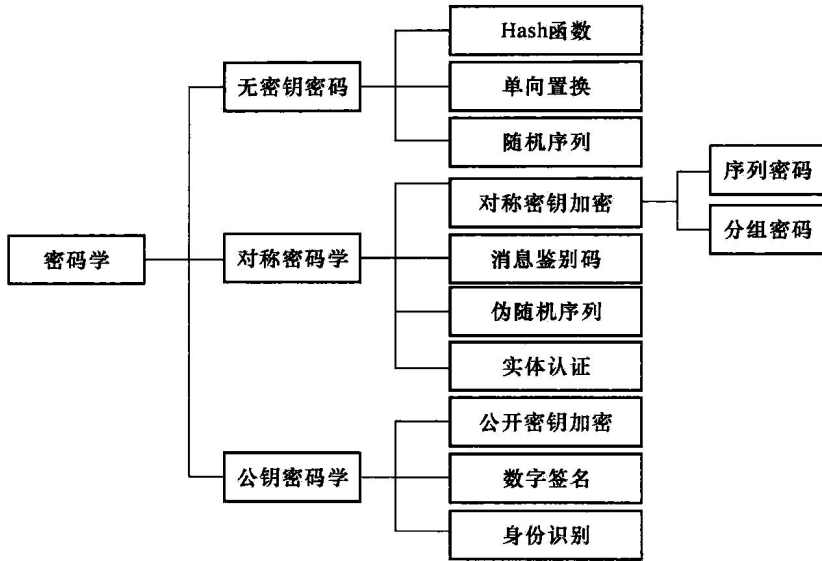 密码学
无密钥密码
Hash函数
单向置换
随机序列
对称密码学
对称密钥加密
序列密码
分组密码
消息鉴别码
伪随机序列
实体认证
公钥密码学
公开密钥加密
数字签名
身份识别